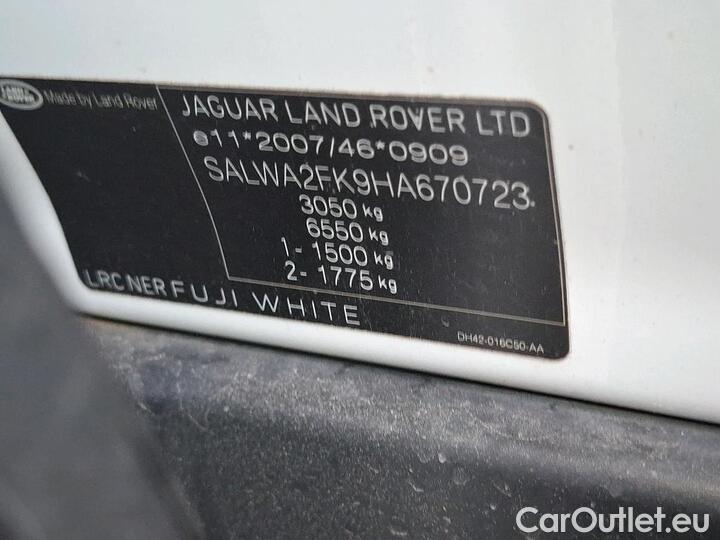 LAND ROVER
Made by Land Rover
JAGUAR LAND ROVER LTD
e11*2007/46*0909
SALWA2FK9HA670723
3050 kg
6550 kg
1- 1500 kg
2- 1775 kg
LRC NER FUJI WHITE
DH42-016C50-AA
CarOutlet.eu